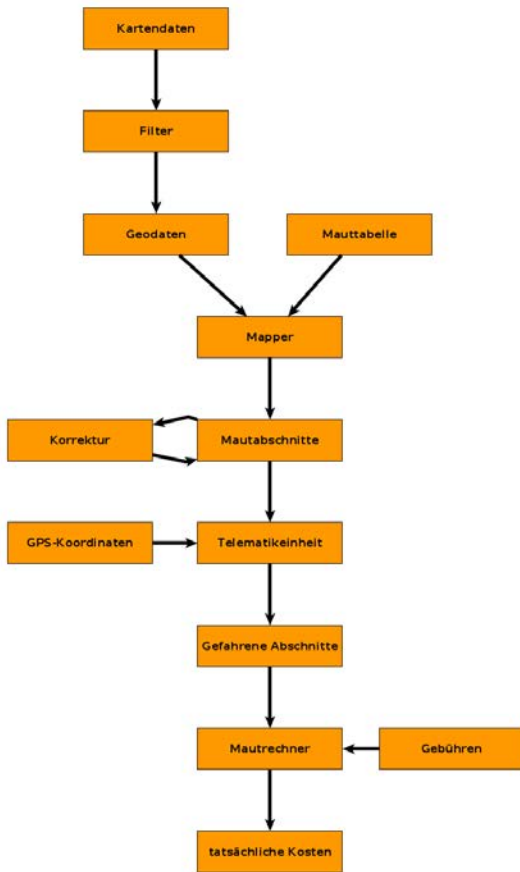 Kartendaten
Filter
Geodaten
Mauttabelle
Mapper
Korrektur
Mautabschnitte
GPS-Koordinaten
Telematikeinheit
Gefahrene Abschnitte
Mautrechner
Gebühren
tatsächliche Kosten